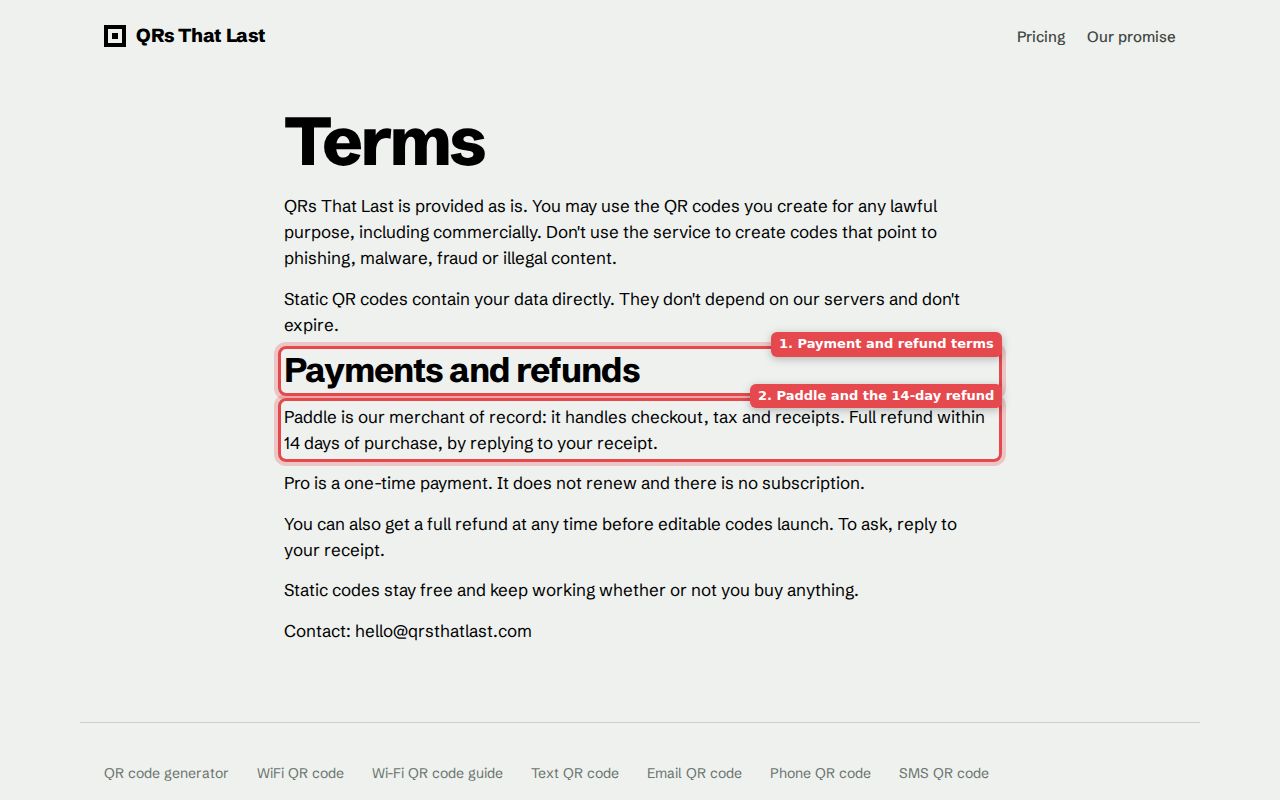 QRs That Last
Pricing
Our promise
Terms
QRs That Last is provided as is. You may use the QR codes you create for any lawful
purpose, including commercially. Don't use the service to create codes that point to
phishing, malware, fraud or illegal content.
Static QR codes contain your data directly. They don't depend on our servers and don't
expire.
1. Payment and refund terms
Payments and refunds
2. Paddle and the 14-day refund
Paddle is our merchant of record: it handles checkout, tax and receipts. Full refund within
14 days of purchase, by replying to your receipt.
Pro is a one-time payment. It does not renew and there is no subscription.
You can also get a full refund at any time before editable codes launch. To ask, reply to
your receipt.
Static codes stay free and keep working whether or not you buy anything.
Contact: hello@qrsthatlast.com
QR code generator
WiFi QR code
Wi-Fi QR code guide
Text QR code
Email QR code
Phone QR code
SMS QR code